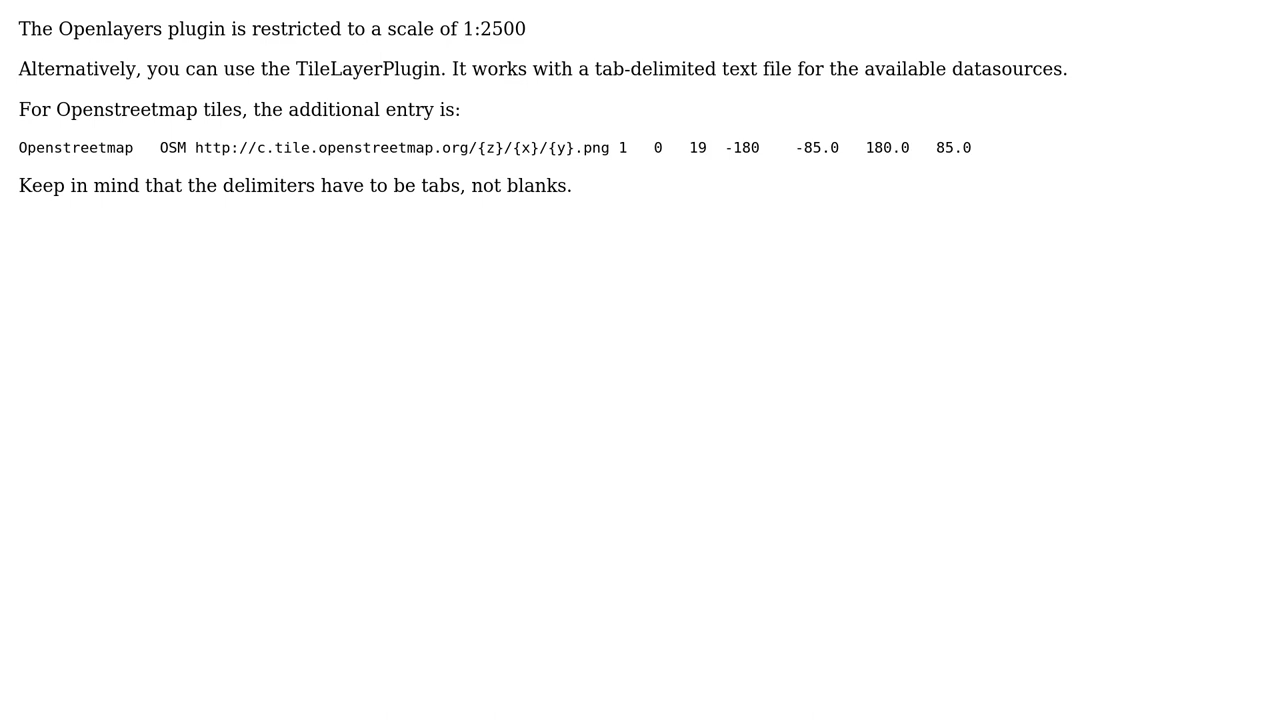 The Openlayers plugin is restricted to a scale of 1:2500
Alternatively, you can use the TileLayerPlugin. It works with a tab-delimited text file for the available datasources.
For Openstreetmap tiles, the additional entry is:
Openstreetmap   OSM http://c.tile.openstreetmap.org/{z}/{x}/{y}.png 1   0   19  -180    -85.0   180.0   85.0
Keep in mind that the delimiters have to be tabs, not blanks.